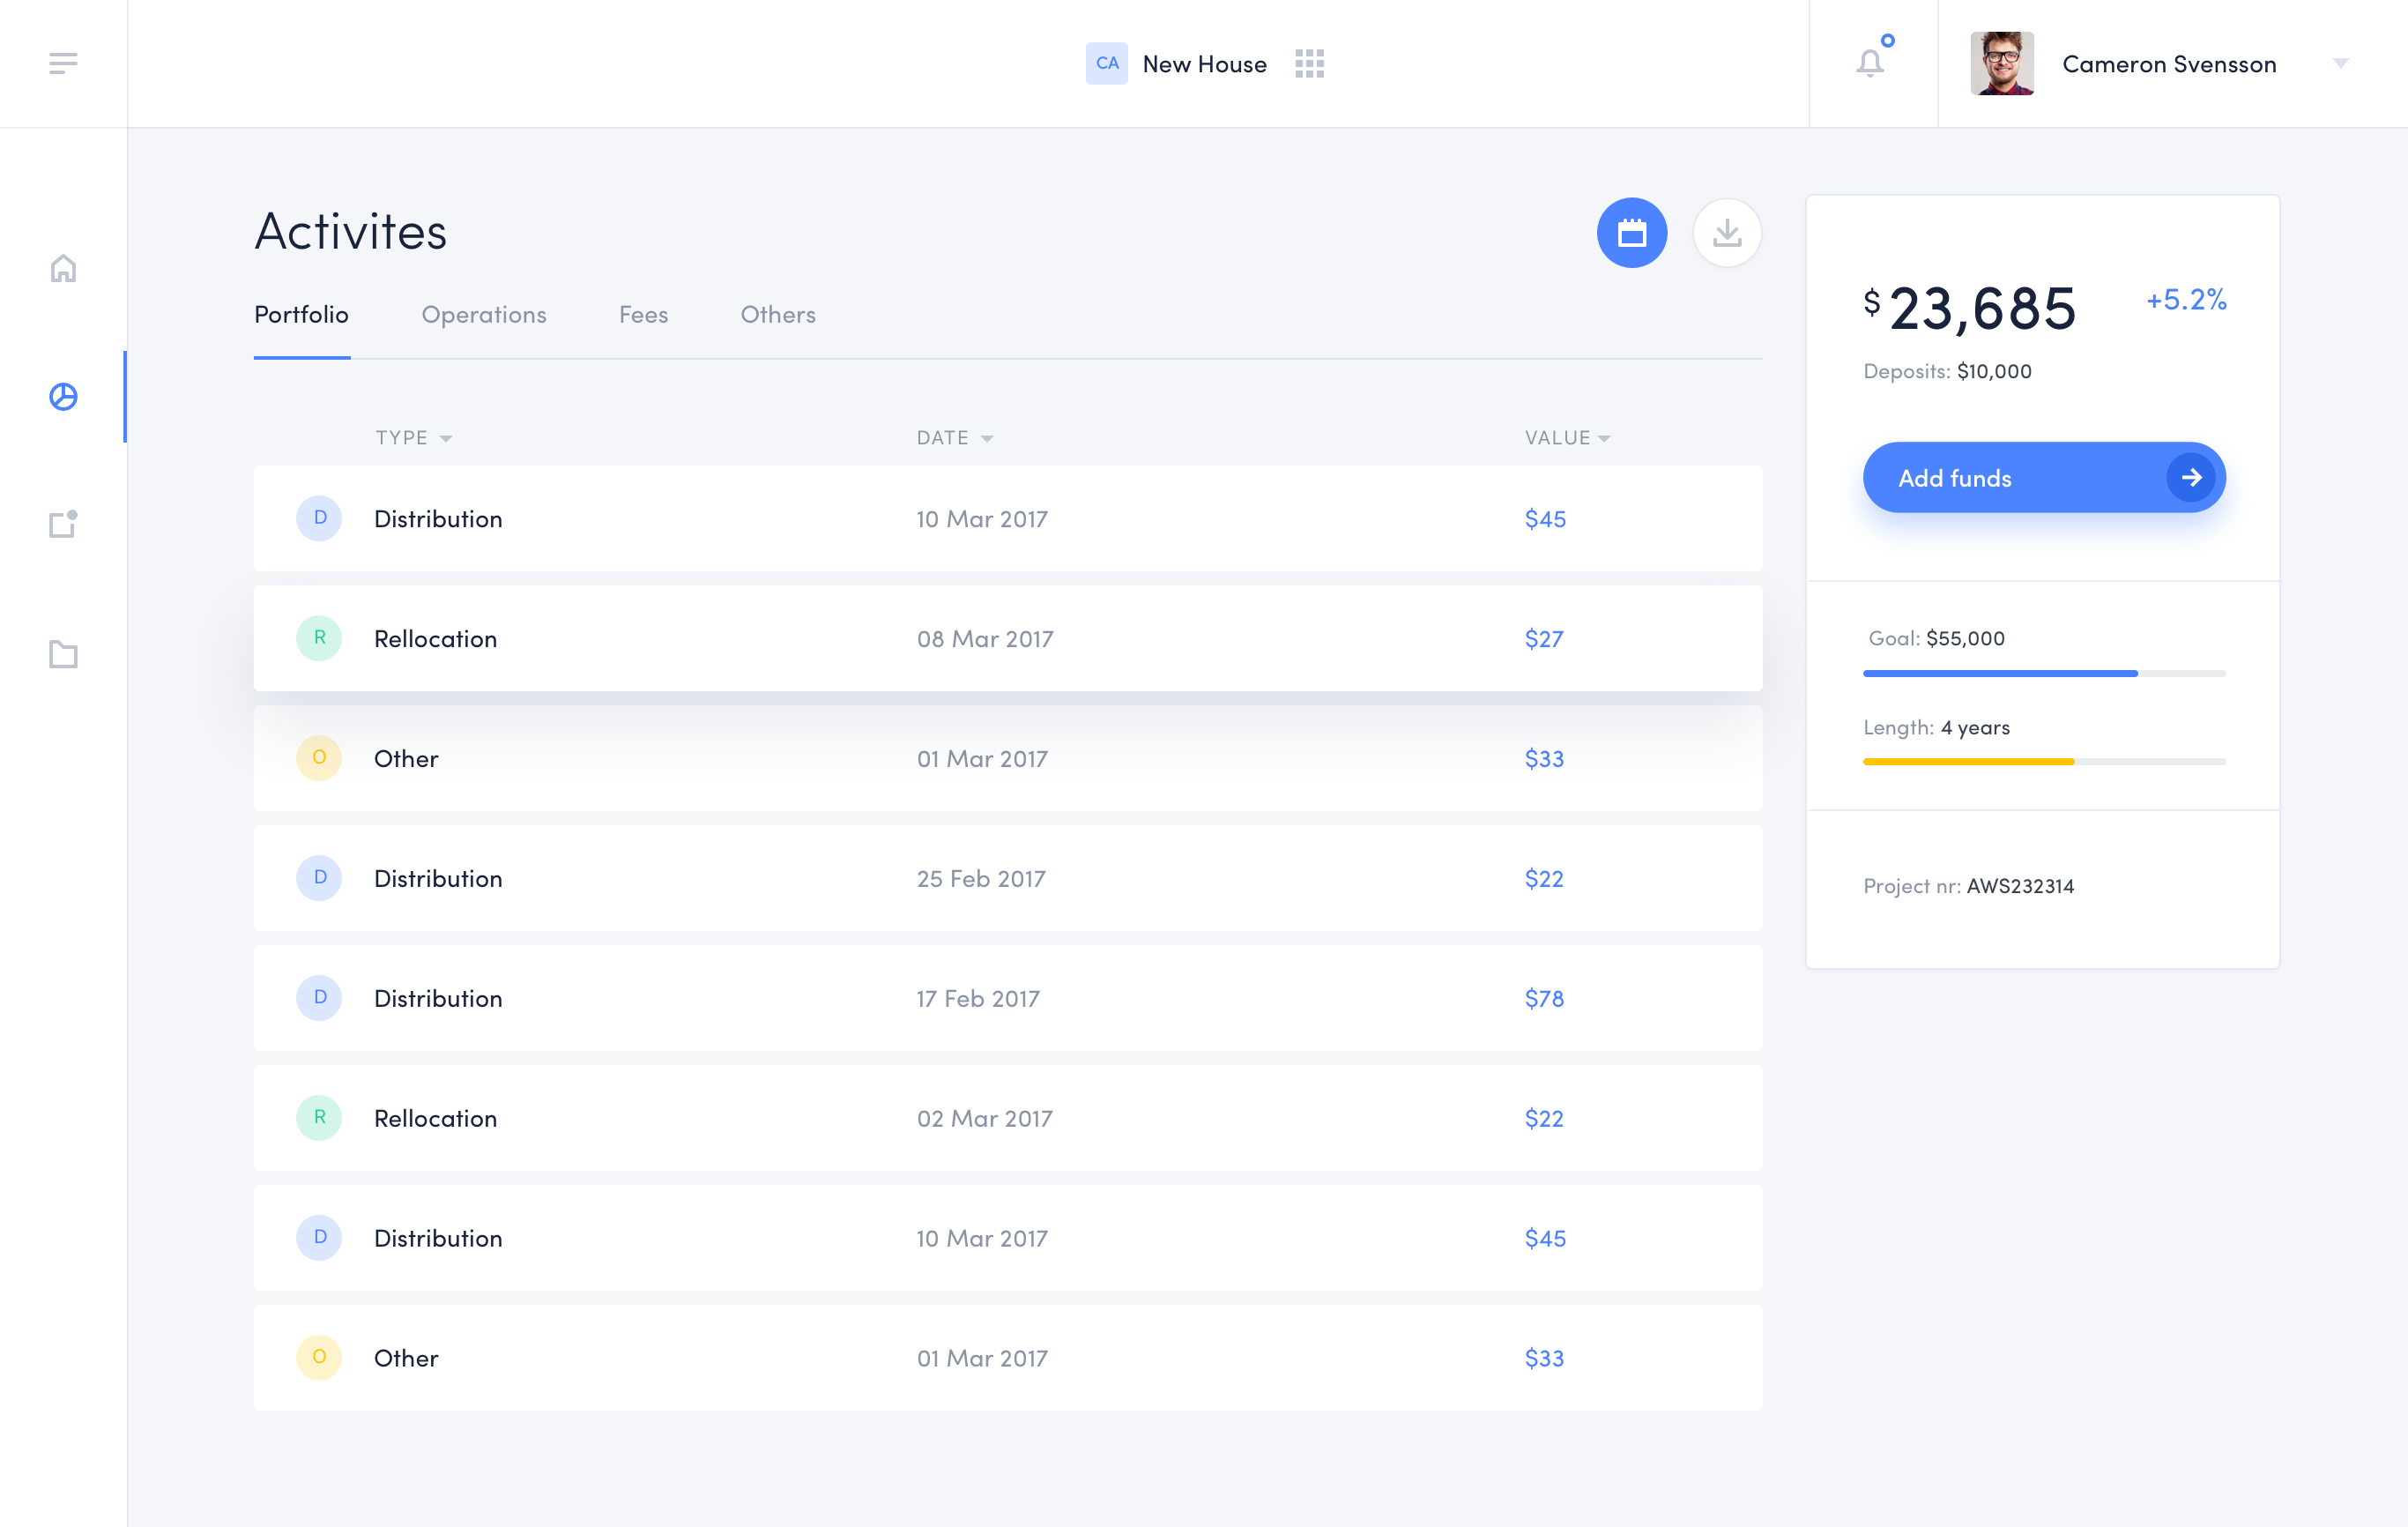 CA New House
Cameron Svensson
Activites
Portfolio Operations Fees Others
TYPE DATE VALUE
D Distribution 10 Mar 2017 $45
R Rellocation 08 Mar 2017 $27
O Other 01 Mar 2017 $33
D Distribution 25 Feb 2017 $22
D Distribution 17 Feb 2017 $78
R Rellocation 02 Mar 2017 $22
D Distribution 10 Mar 2017 $45
O Other 01 Mar 2017 $33
$23,685 +5.2%
Deposits: $10,000
Add funds
Goal: $55,000
Length: 4 years
Project nr: AWS232314